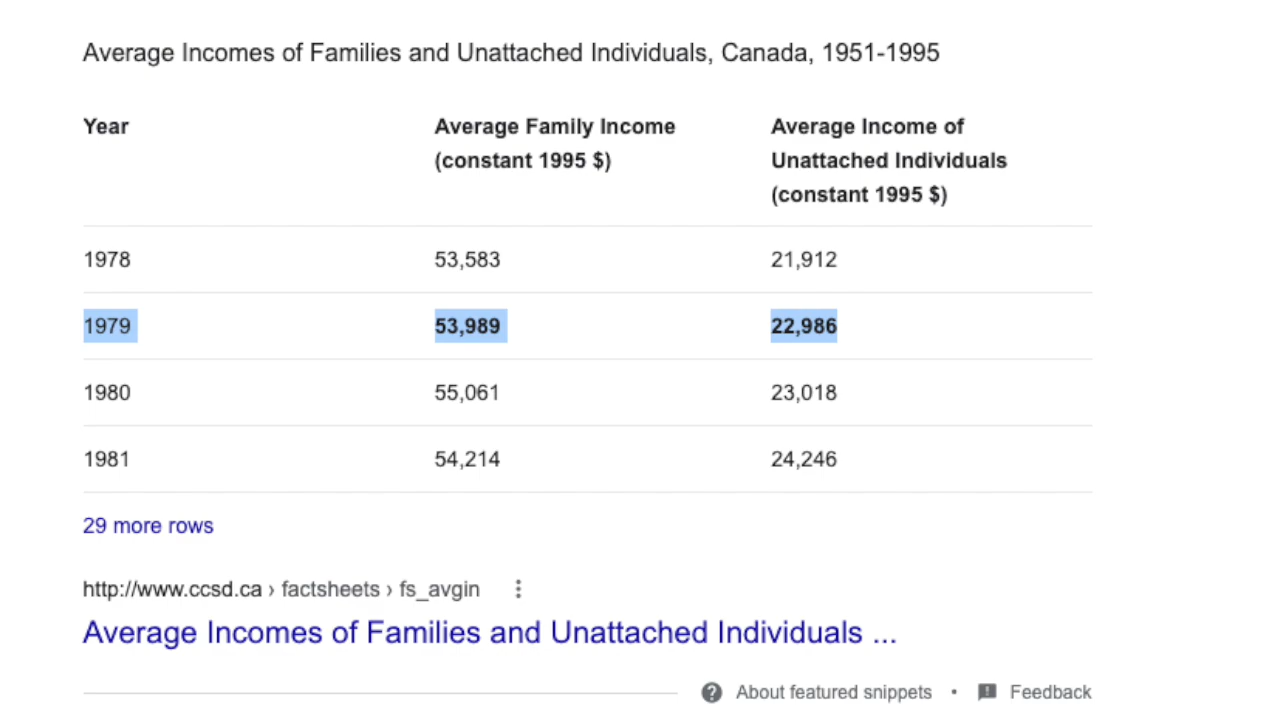 Average Incomes of Families and Unattached Individuals, Canada, 1951-1995
Year Average Family Income (constant 1995 $) Average Income of Unattached Individuals (constant 1995 $)
1978 53,583 21,912
1979 53,989 22,986
1980 55,061 23,018
1981 54,214 24,246
29 more rows
http://www.ccsd.ca › factsheets › fs_avgin
Average Incomes of Families and Unattached Individuals ...
About featured snippets • Feedback